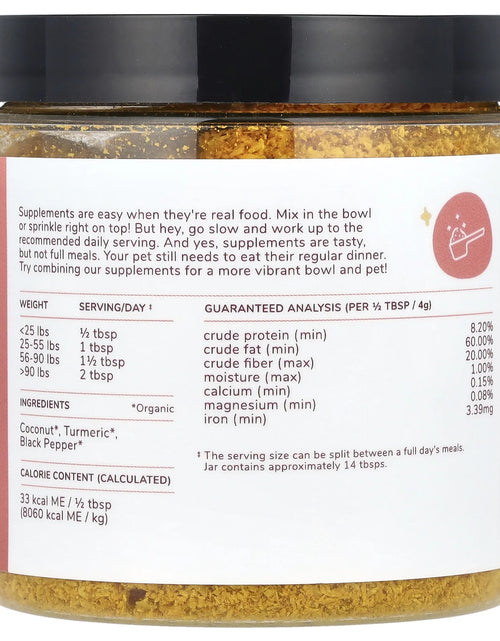 Supplements are easy when they're real food. Mix in the bowl
or sprinkle right on top! But hey, go slow and work up to the
recommended daily serving. And yes, supplements are tasty,
but not full meals. Your pet still needs to eat their regular dinner.
Try combining our supplements for a more vibrant bowl and pet!
WEIGHT SERVING/DAY ‡
<25 lbs ½ tbsp
25-55 lbs 1 tbsp
56-90 lbs 1½ tbsp
>90 lbs 2 tbsp
INGREDIENTS *Organic
Coconut*, Turmeric*,
Black Pepper*
CALORIE CONTENT (CALCULATED)
33 kcal ME / ½ tbsp
(8060 kcal ME / kg)
GUARANTEED ANALYSIS (PER ½ TBSP / 4g)
crude protein (min) 8.20%
crude fat (min) 60.00%
crude fiber (max) 20.00%
moisture (max) 1.00%
calcium (min) 0.15%
magnesium (min) 0.08%
iron (min) 3.39mg
‡ The serving size can be split between a full day's meals.
Jar contains approximately 14 tbsps.